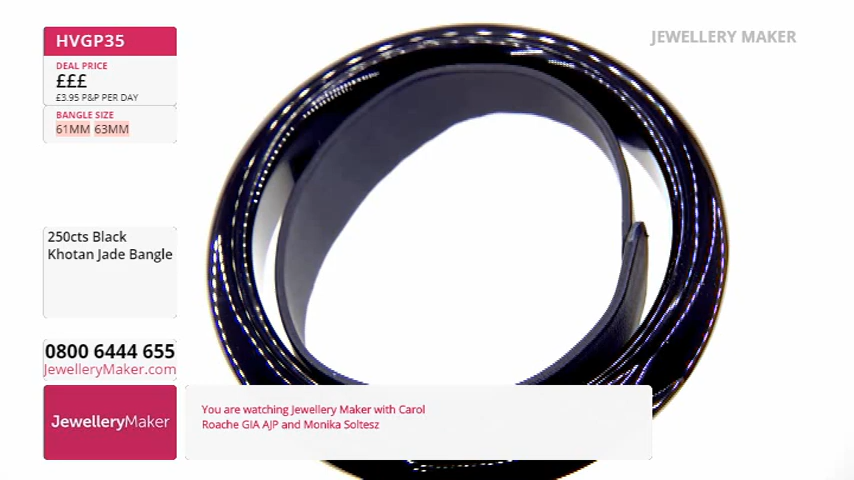 HVGP35
DEAL PRICE
£££
£3.95 P&P PER DAY
BANGLE SIZE
61MM 63MM
250cts Black
Khotan Jade Bangle
0800 6444 655
JewelleryMaker.com
JewelleryMaker
You are watching Jewellery Maker with Carol
Roache GIA AJP and Monika Soltesz
JEWELLERY MAKER